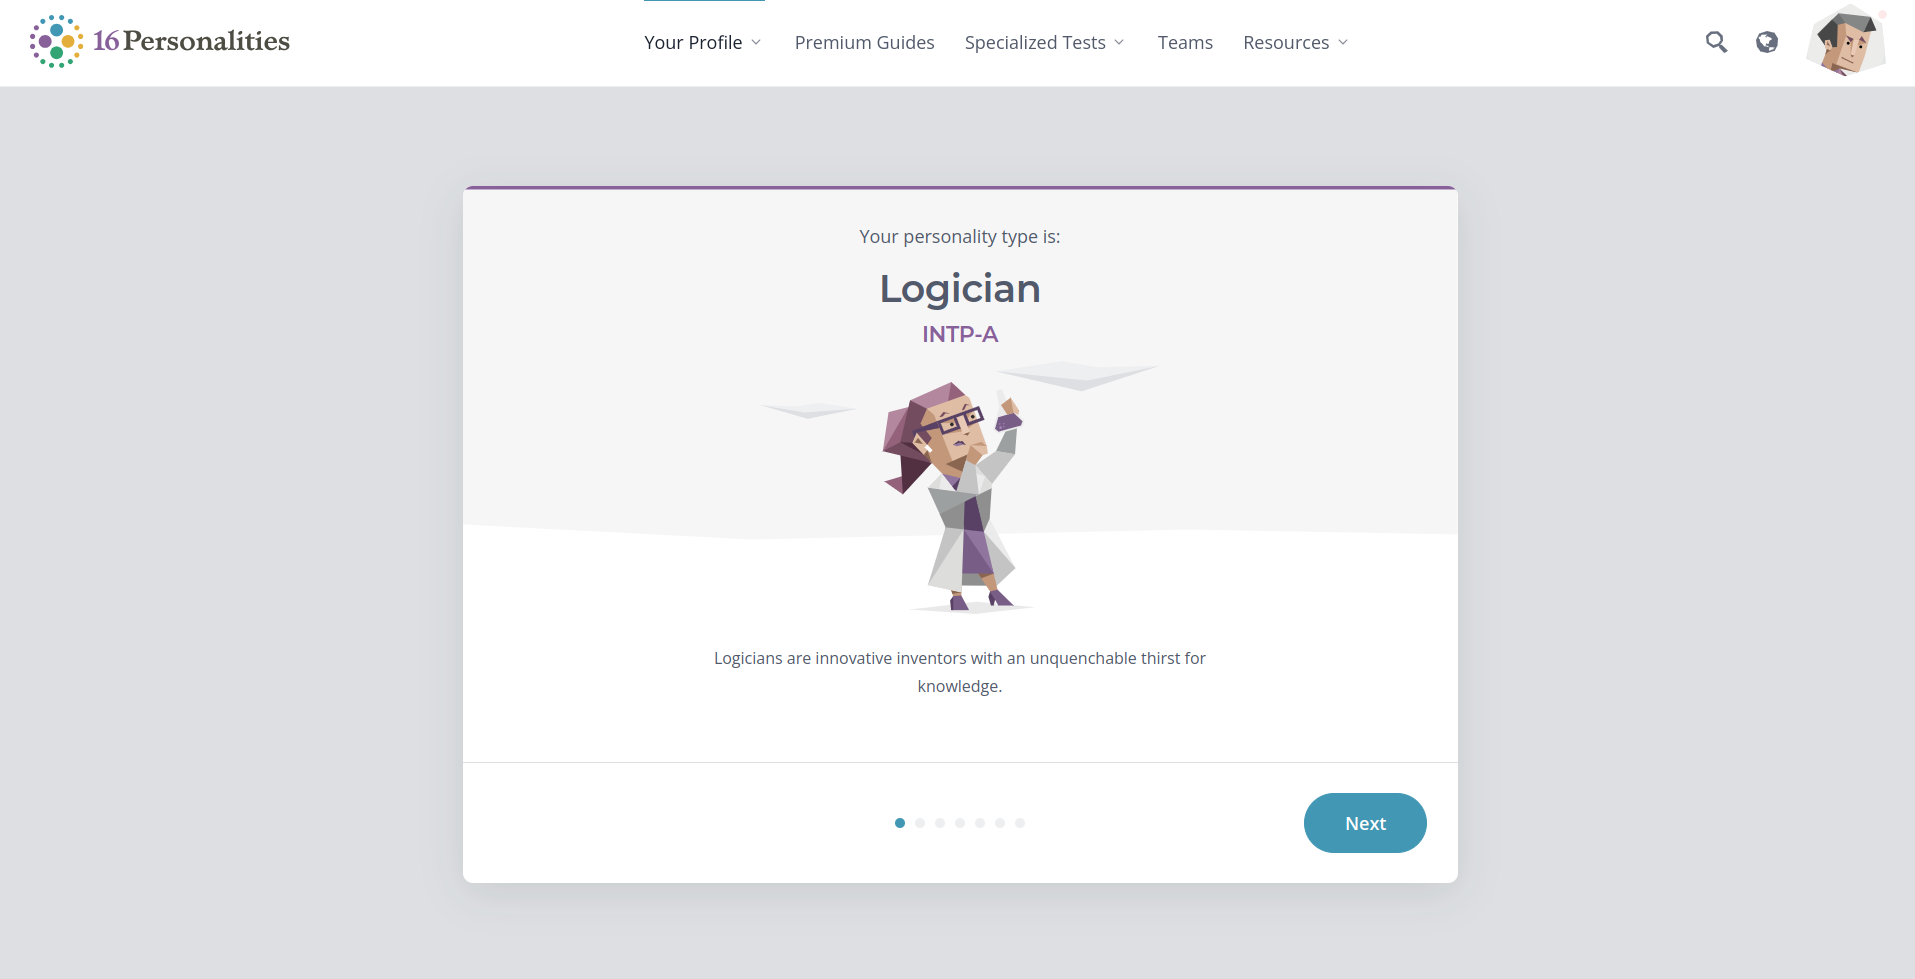 16Personalities
Your Profile
Premium Guides
Specialized Tests
Teams
Resources
Your personality type is:
Logician
INTP-A
Logicians are innovative inventors with an unquenchable thirst for
knowledge.
Next